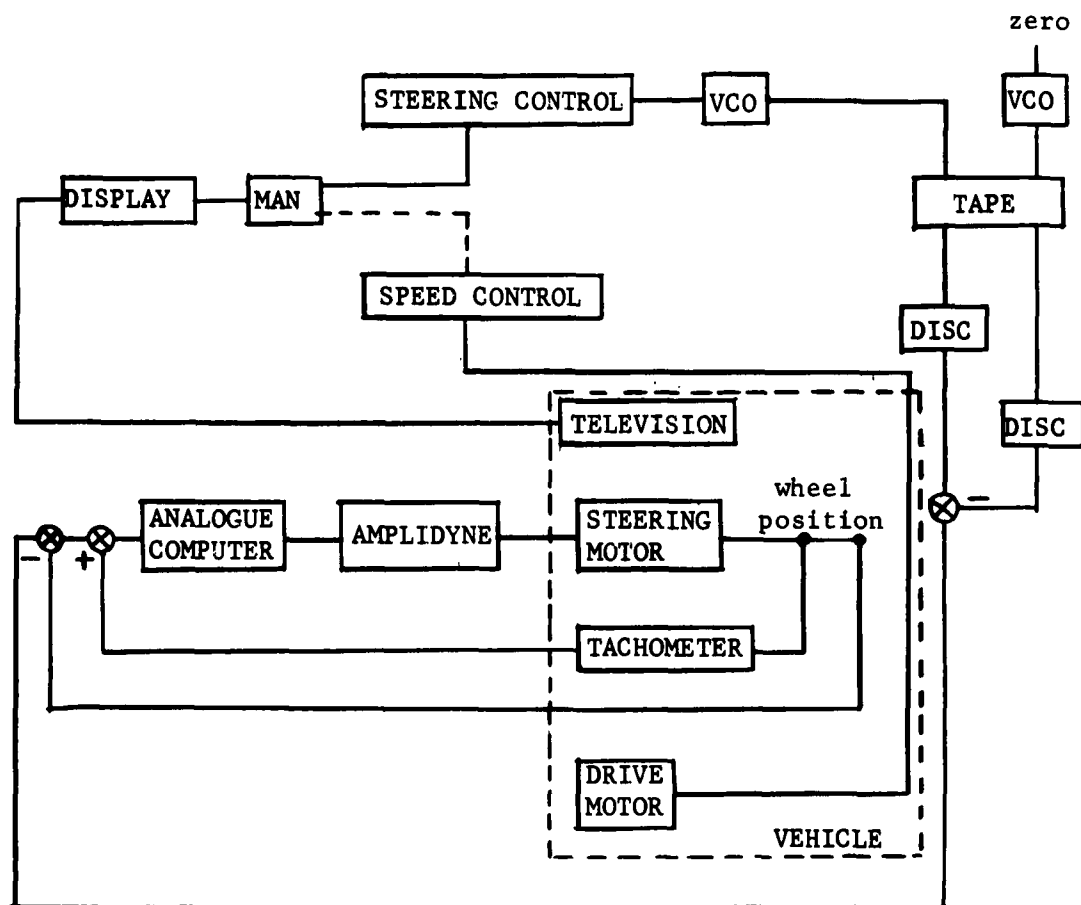 zero
STEERING CONTROL
VCO
VCO
DISPLAY
MAN
TAPE
SPEED CONTROL
DISC
TELEVISION
DISC
wheel
position
-
ANALOGUE
COMPUTER
AMPLIDYNE
STEERING
MOTOR
-
+
TACHOMETER
DRIVE
MOTOR
VEHICLE